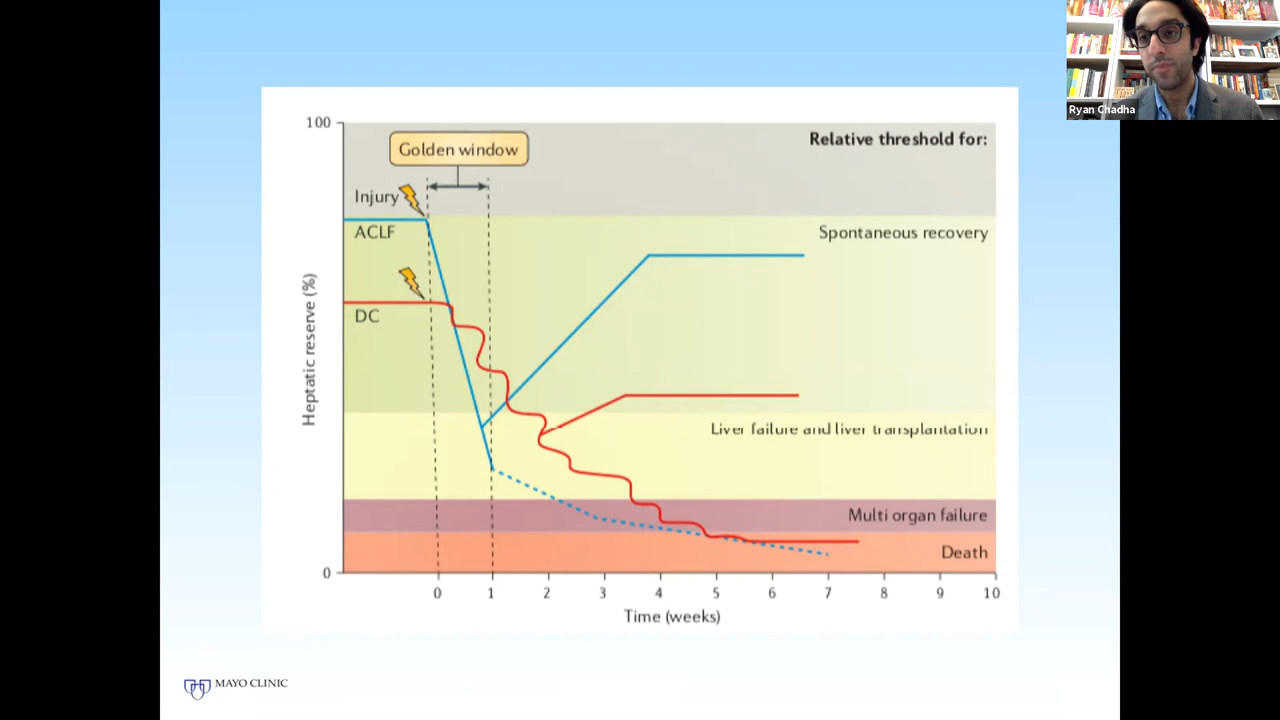 Ryan Chadha
100
Golden window
Relative threshold for:
Injury
ACLF
Spontaneous recovery
DC
Heptatic reserve (%)
Liver failure and liver transplantation
Multi organ failure
Death
0
0 1 2 3 4 5 6 7 8 9 10
Time (weeks)
MAYO CLINIC